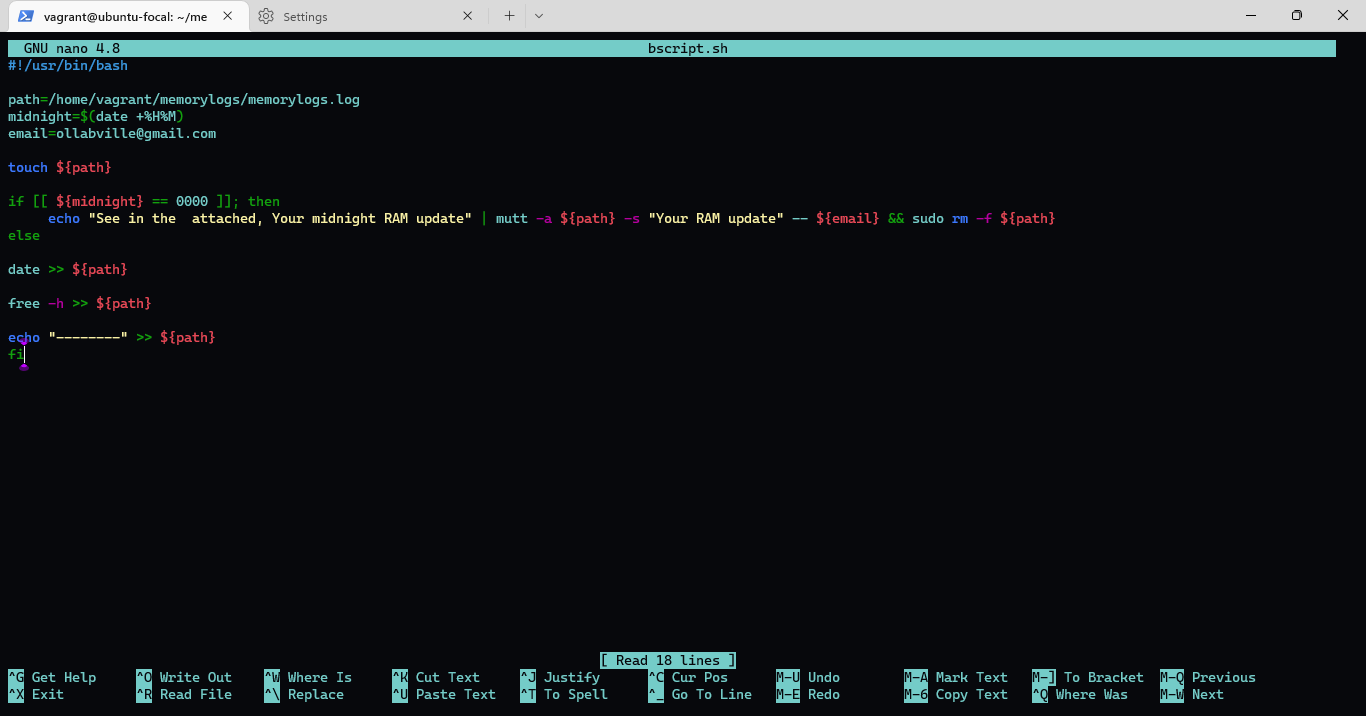 vagrant@ubuntu-focal: ~/me
Settings
GNU nano 4.8 bscript.sh
#!/usr/bin/bash
path=/home/vagrant/memorylogs/memorylogs.log
midnight=$(date +%H%M)
email=ollabville@gmail.com
touch ${path}
if [[ ${midnight} == 0000 ]]; then
echo "See in the  attached, Your midnight RAM update" | mutt -a ${path} -s "Your RAM update" -- ${email} && sudo rm -f ${path}
else
date >> ${path}
free -h >> ${path}
echo "--------" >> ${path}
fi
[ Read 18 lines ]
^G Get Help ^O Write Out ^W Where Is ^K Cut Text ^J Justify ^C Cur Pos M-U Undo M-A Mark Text M-] To Bracket M-Q Previous
^X Exit ^R Read File ^\ Replace ^U Paste Text ^T To Spell ^_ Go To Line M-E Redo M-6 Copy Text ^Q Where Was M-W Next